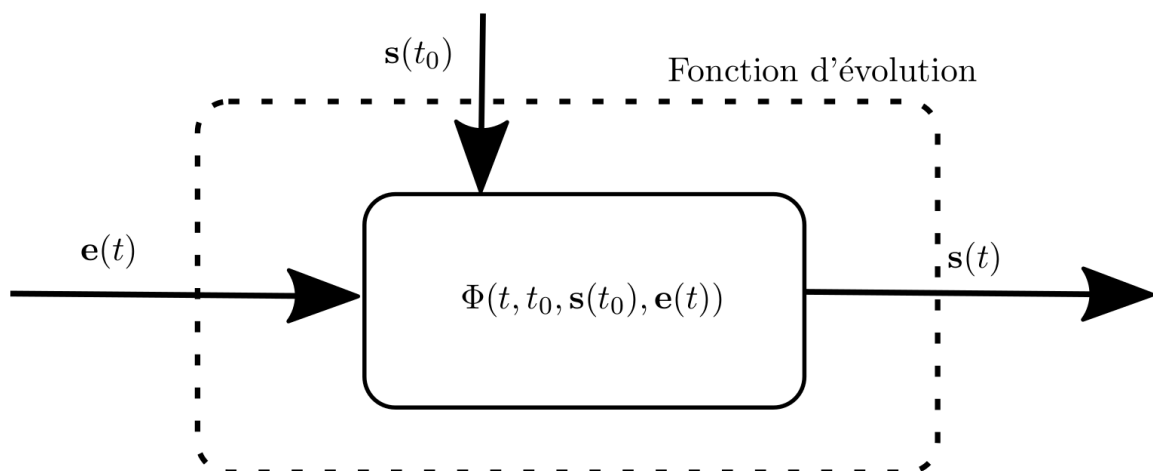 s(t₀)
Fonction d'évolution
e(t)
s(t)
Φ(t, t₀, s(t₀), e(t))